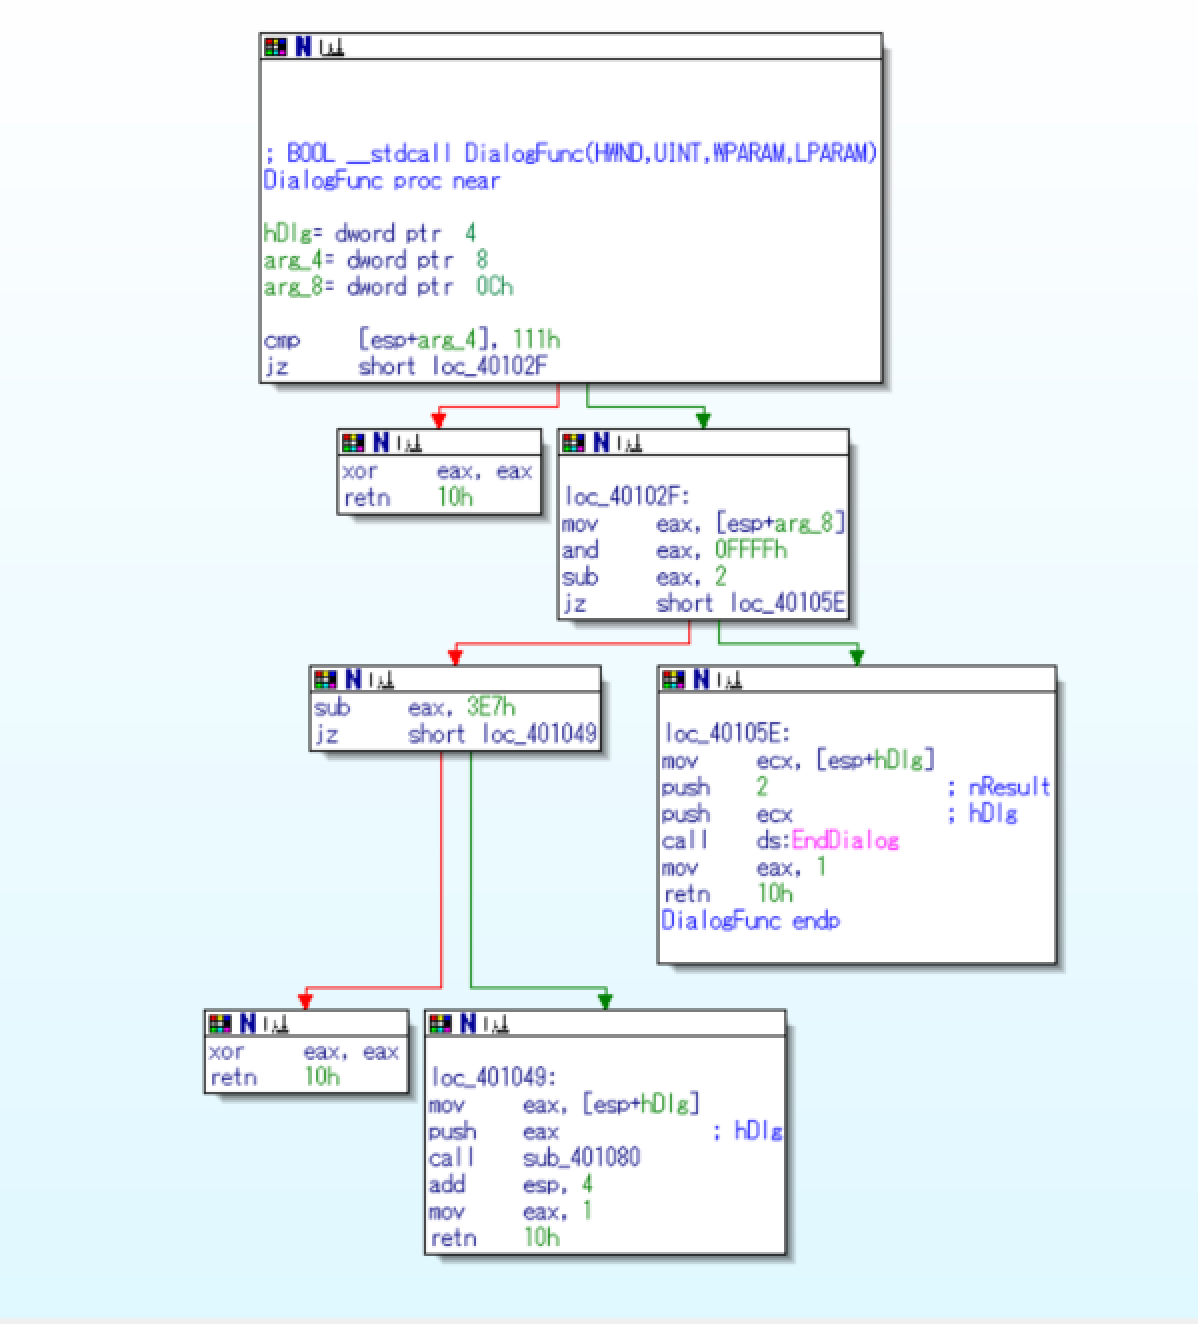 ; BOOL __stdcall DialogFunc(HWND,UINT,WPARAM,LPARAM)
DialogFunc proc near
hDlg= dword ptr 4
arg_4= dword ptr 8
arg_8= dword ptr 0Ch
cmp [esp+arg_4], 111h
jz short loc_40102F
xor eax, eax
retn 10h
loc_40102F:
mov eax, [esp+arg_8]
and eax, 0FFFFh
sub eax, 2
jz short loc_40105E
sub eax, 3E7h
jz short loc_401049
loc_40105E:
mov ecx, [esp+hDlg]
push 2 ; nResult
push ecx ; hDlg
call ds:EndDialog
mov eax, 1
retn 10h
DialogFunc endp
xor eax, eax
retn 10h
loc_401049:
mov eax, [esp+hDlg]
push eax ; hDlg
call sub_401080
add esp, 4
mov eax, 1
retn 10h